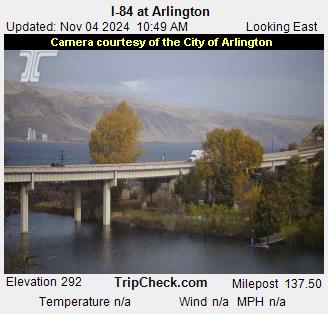 I-84 at Arlington
Updated: Nov 04 2024 10:49 AM Looking East
Camera courtesy of the City of Arlington
Elevation 292 TripCheck.com Milepost 137.50
Temperature n/a Wind n/a MPH n/a